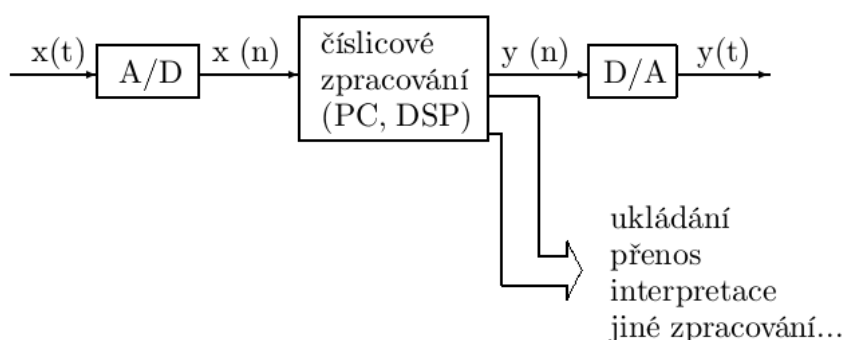 x(t)
A/D
x (n)
číslicové
zpracování
(PC, DSP)
y (n)
D/A
y(t)
ukládání
přenos
interpretace
jiné zpracování...